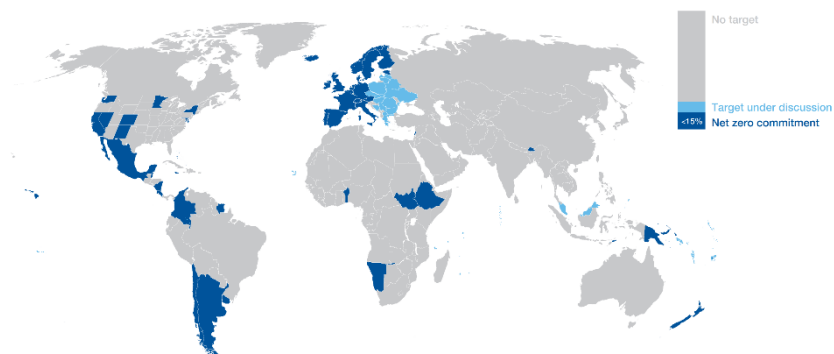 No target
Target under discussion
<15% Net zero commitment